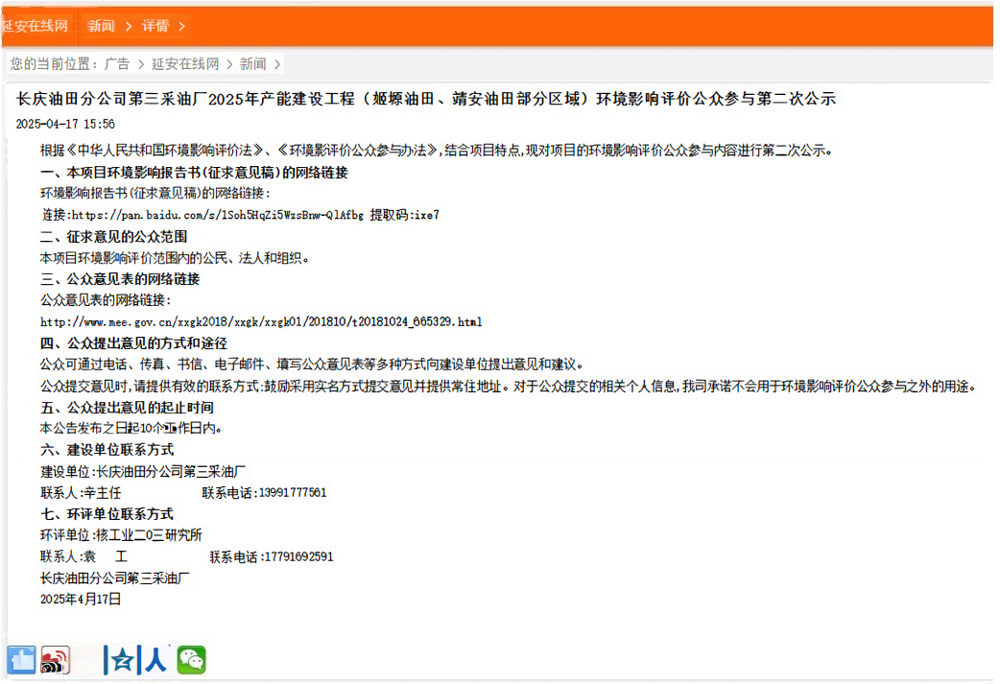 延安在线网 新闻 > 详情 >
您的当前位置：广告 > 延安在线网 > 新闻 >
长庆油田分公司第三采油厂2025年产能建设工程（姬塬油田、靖安油田部分区域）环境影响评价公众参与第二次公示
2025-04-17 15:56
根据《中华人民共和国环境影响评价法》、《环境影评价公众参与办法》,结合项目特点,现对项目的环境影响评价公众参与内容进行第二次公示。
一、本项目环境影响报告书(征求意见稿)的网络链接
环境影响报告书(征求意见稿)的网络链接：
连接:https://pan.baidu.com/s/1Soh5HqZi5WzsBnw-QlAfbg 提取码:ixe7
二、征求意见的公众范围
本项目环境影响评价范围内的公民、法人和组织。
三、公众意见表的网络链接
公众意见表的网络链接：
http://www.mee.gov.cn/xxgk2018/xxgk/xxgk01/201810/t20181024_665329.html
四、公众提出意见的方式和途径
公众可通过电话、传真、书信、电子邮件、填写公众意见表等多种方式向建设单位提出意见和建议。
公众提交意见时,请提供有效的联系方式;鼓励采用实名方式提交意见并提供常住地址。对于公众提交的相关个人信息,我司承诺不会用于环境影响评价公众参与之外的用途。
五、公众提出意见的起止时间
本公告发布之日起10个工作日内。
六、建设单位联系方式
建设单位:长庆油田分公司第三采油厂
联系人:辛主任 联系电话:13991777561
七、环评单位联系方式
环评单位:核工业二0三研究所
联系人:袁 工 联系电话:17791692591
长庆油田分公司第三采油厂
2025年4月17日